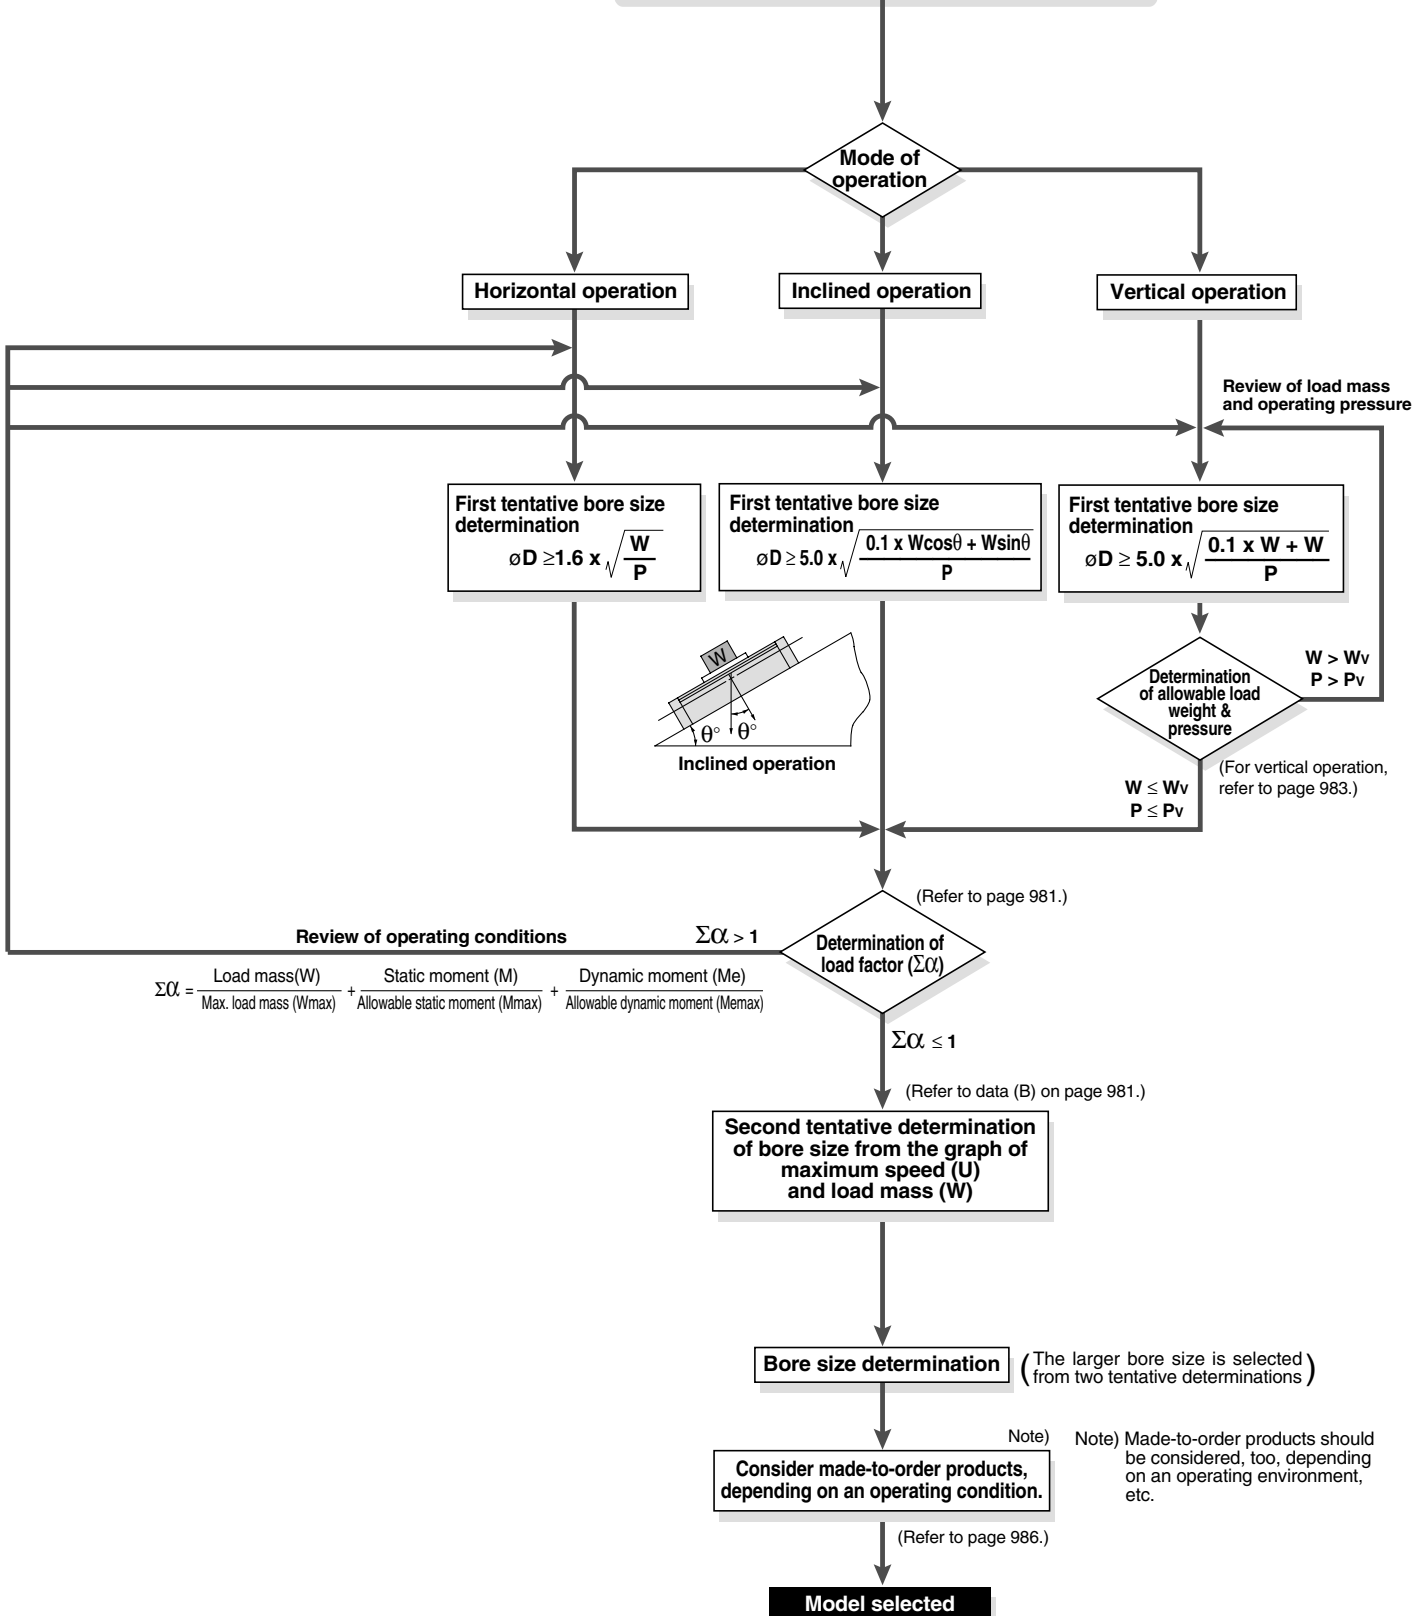 Mode of
operation
Horizontal operation
Inclined operation
Vertical operation
Review of load mass
and operating pressure
First tentative bore size
determination
øD ≥1.6 x √ W
P
First tentative bore size
determination
øD ≥ 5.0 x √ 0.1 x Wcosθ + Wsinθ
P
First tentative bore size
determination
øD ≥ 5.0 x √ 0.1 x W + W
P
W
θ° θ°
Inclined operation
Determination
of allowable load
weight &
pressure
W > Wv
P > Pv
(For vertical operation,
refer to page 983.)
W ≤ Wv
P ≤ Pv
(Refer to page 981.)
Determination of
load factor (Σα)
Review of operating conditions
Σα > 1
Σα = Load mass(W) + Static moment (M) + Dynamic moment (Me)
Max. load mass (Wmax) Allowable static moment (Mmax) Allowable dynamic moment (Memax)
Σα ≤ 1
(Refer to data (B) on page 981.)
Second tentative determination
of bore size from the graph of
maximum speed (U)
and load mass (W)
Bore size determination
(The larger bore size is selected
from two tentative determinations)
Note)
Consider made-to-order products,
depending on an operating condition.
Note) Made-to-order products should
be considered, too, depending
on an operating environment,
etc.
(Refer to page 986.)
Model selected